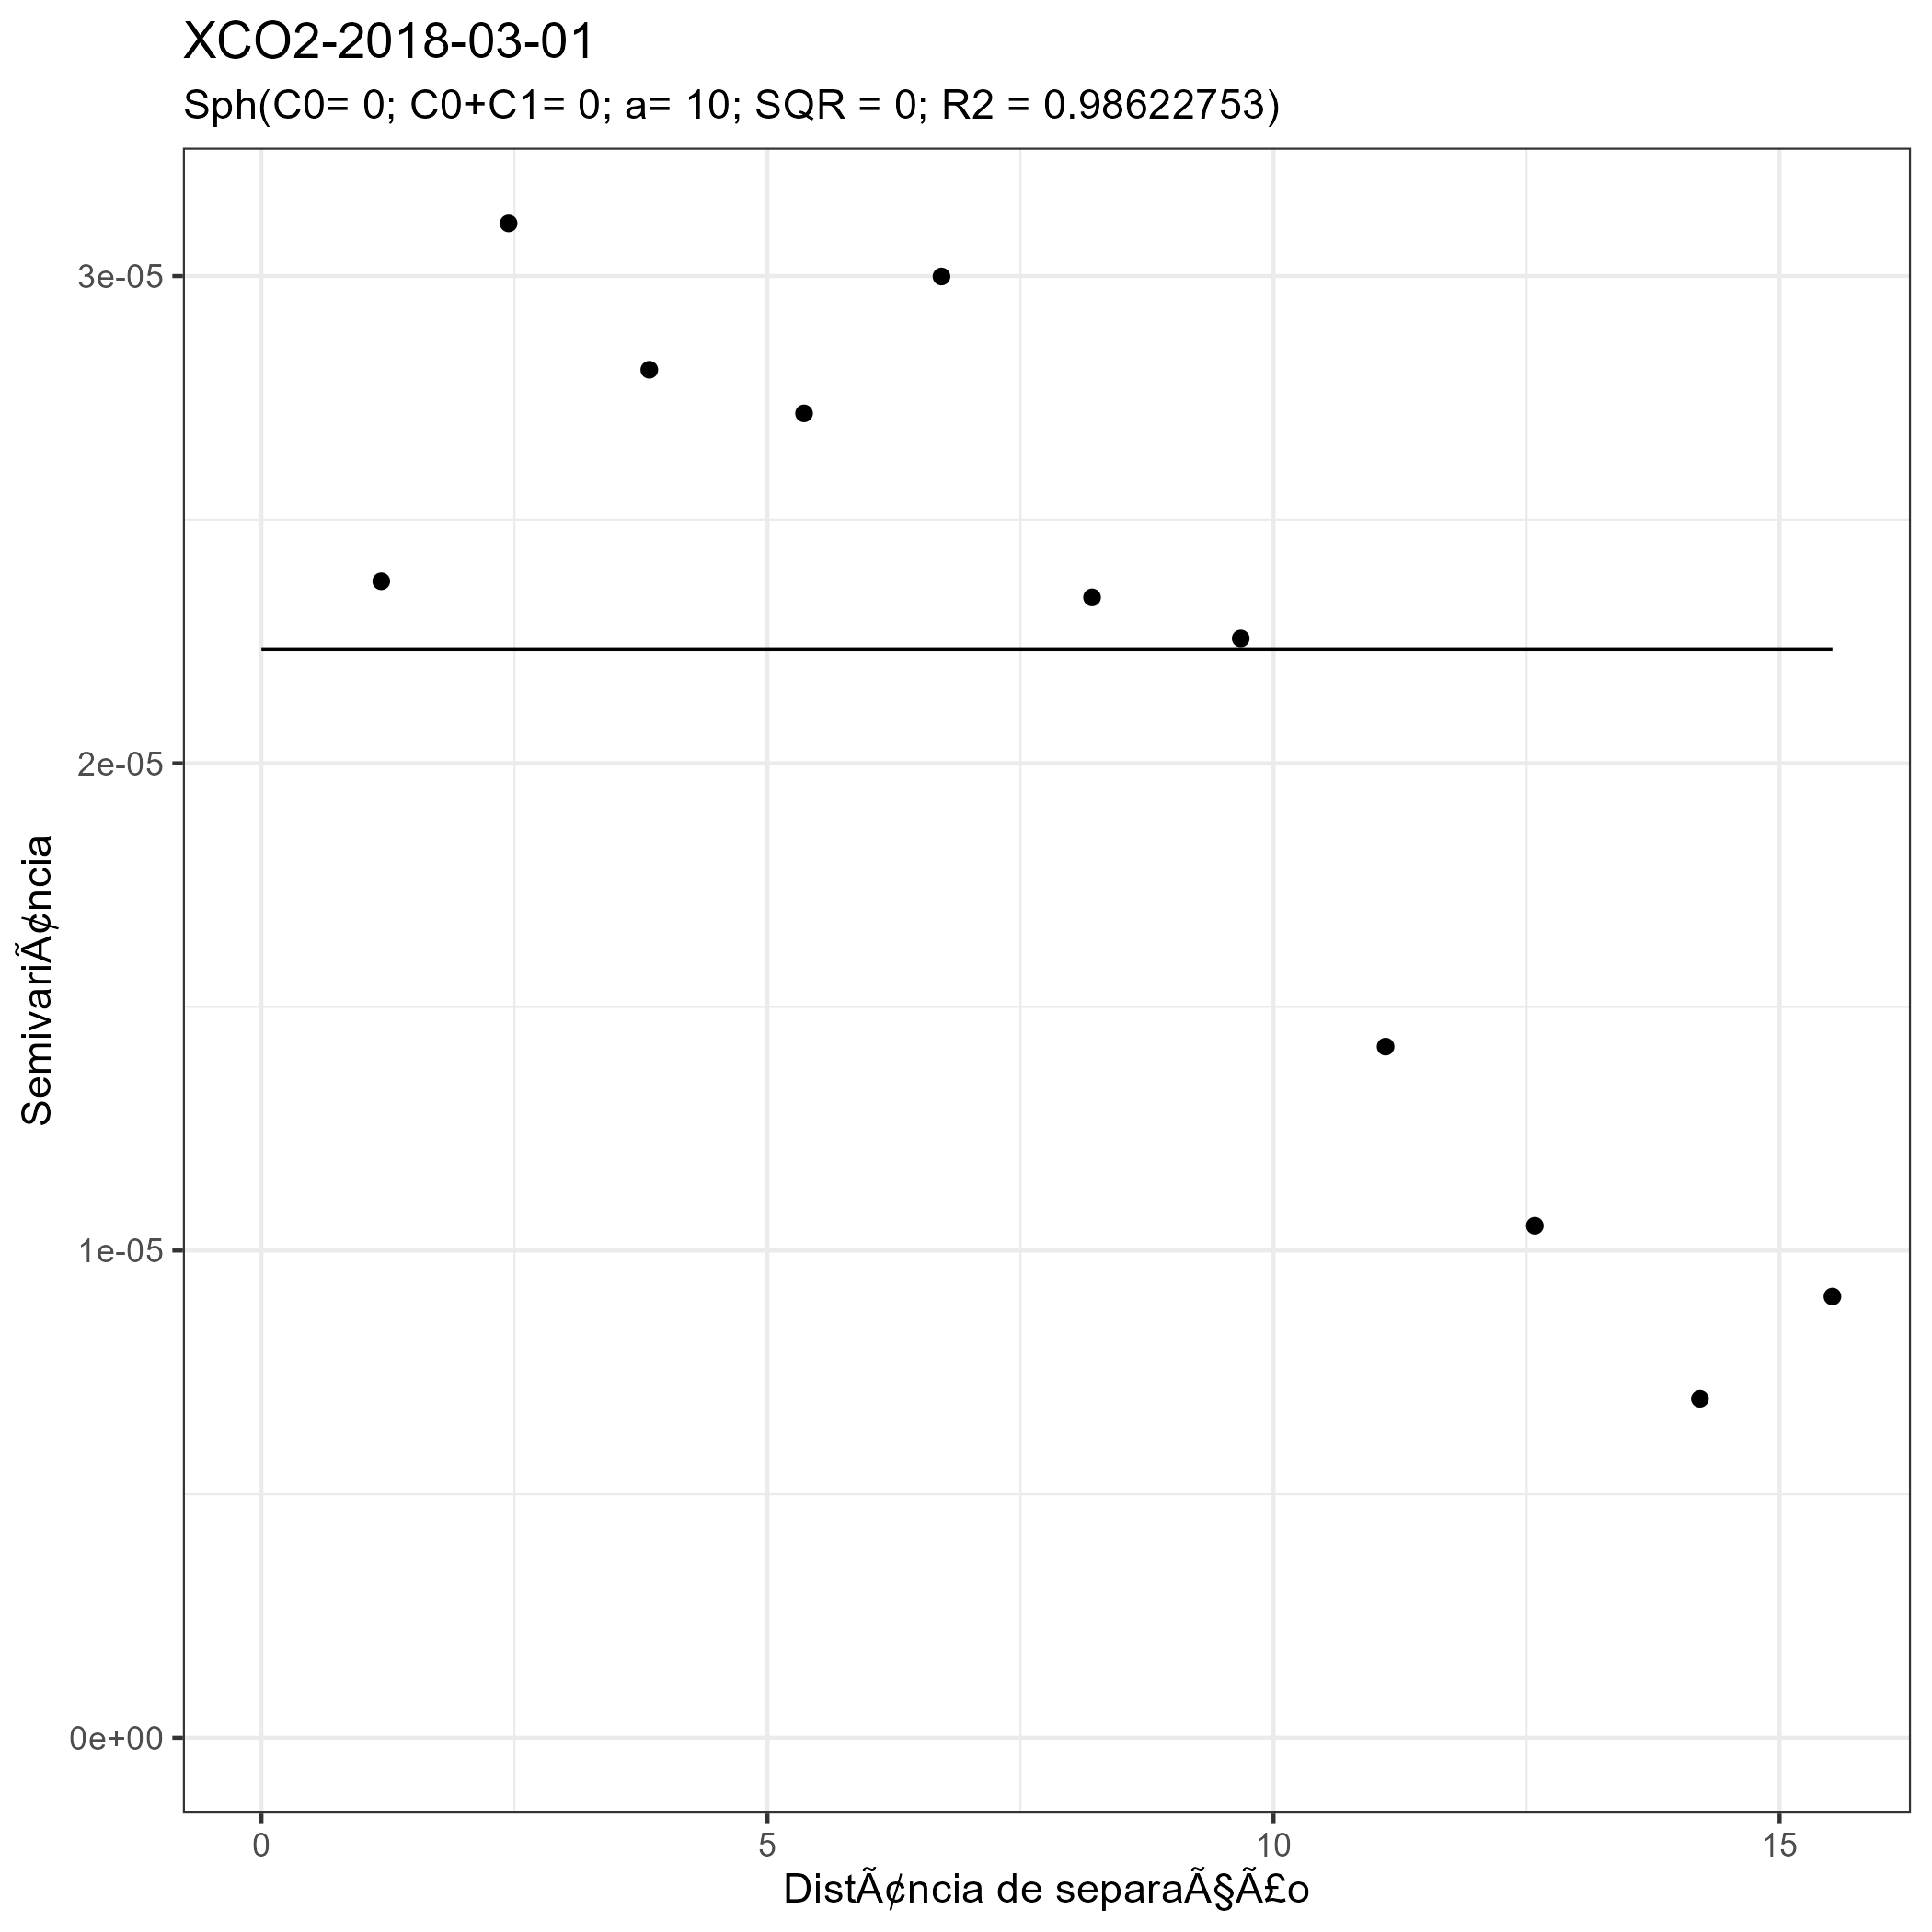 XCO2-2018-03-01
Sph(C0= 0; C0+C1= 0; a= 10; SQR = 0; R2 = 0.98622753)
SemivariÃ¢ncia
3e-05
2e-05
1e-05
0e+00
0
5
10
15
DistÃ¢ncia de separaÃ§Ã£o